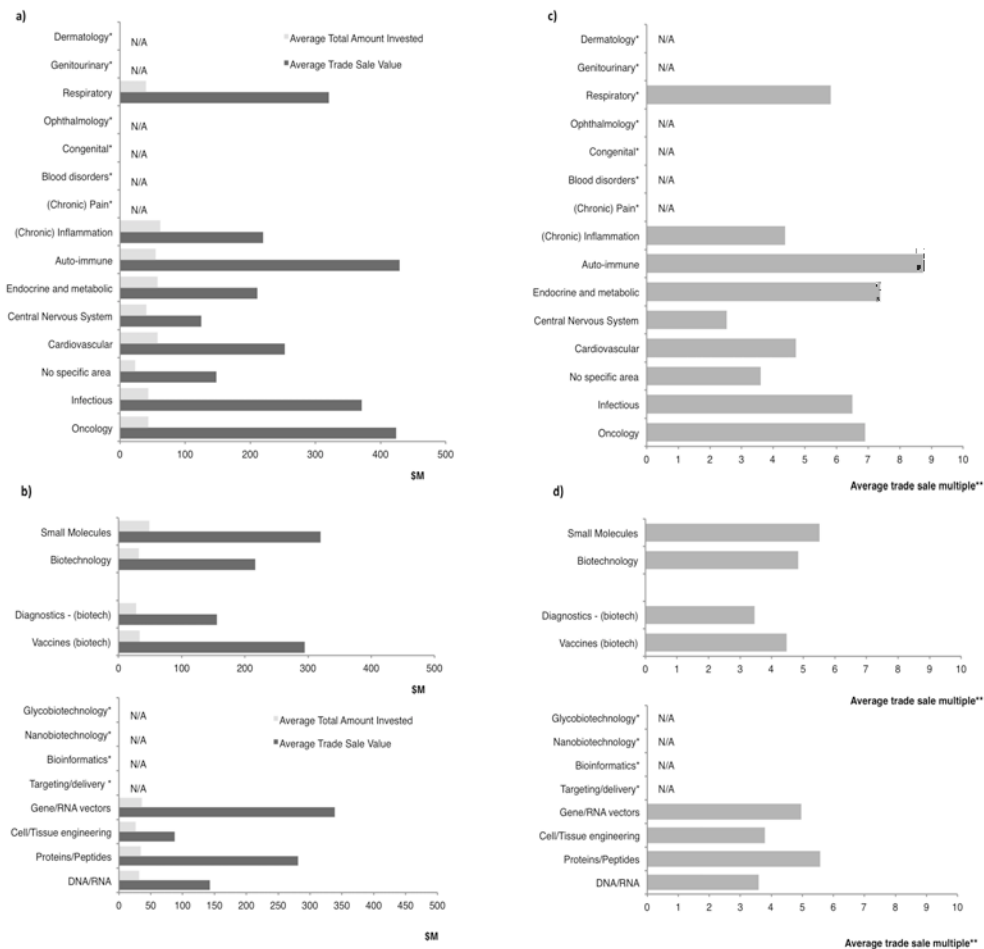 a)
Dermatology* N/A
Average Total Amount Invested
Genitourinary* N/A
Average Trade Sale Value
Respiratory
Ophthalmology* N/A
Congenital* N/A
Blood disorders* N/A
(Chronic) Pain* N/A
(Chronic) Inflammation
Auto-immune
Endocrine and metabolic
Central Nervous System
Cardiovascular
No specific area
Infectious
Oncology
0 100 200 300 400 500
$M
c)
Dermatology* N/A
Genitourinary* N/A
Respiratory*
Ophthalmology* N/A
Congenital* N/A
Blood disorders* N/A
(Chronic) Pain* N/A
(Chronic) Inflammation
Auto-immune
Endocrine and metabolic
Central Nervous System
Cardiovascular
No specific area
Infectious
Oncology
0 1 2 3 4 5 6 7 8 9 10
Average trade sale multiple**
b)
Small Molecules
Biotechnology
Diagnostics - (biotech)
Vaccines (biotech)
0 100 200 300 400 500
$M
Glycobiotechnology* N/A
Average Total Amount Invested
Nanobiotechnology* N/A
Average Trade Sale Value
Bioinformatics* N/A
Targeting/delivery * N/A
Gene/RNA vectors
Cell/Tissue engineering
Proteins/Peptides
DNA/RNA
0 50 100 150 200 250 300 350 400 450 500
$M
d)
Small Molecules
Biotechnology
Diagnostics - (biotech)
Vaccines (biotech)
0 1 2 3 4 5 6 7 8 9 10
Average trade sale multiple**
Glycobiotechnology* N/A
Nanobiotechnology* N/A
Bioinformatics* N/A
Targeting/delivery* N/A
Gene/RNA vectors
Cell/Tissue engineering
Proteins/Peptides
DNA/RNA
0 1 2 3 4 5 6 7 8 9 10
Average trade sale multiple**